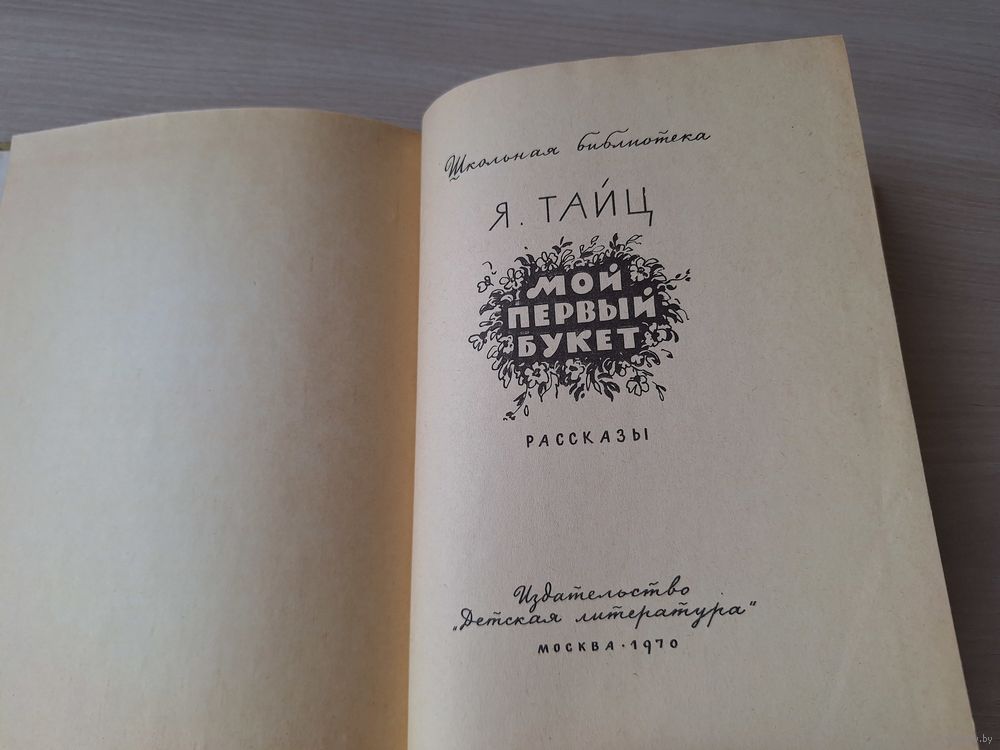 Школьная библиотека
Я. ТАЙЦ
МОЙ
ПЕРВЫЙ
БУКЕТ
РАССКАЗЫ
Издательство
„Детская литература"
МОСКВА · 1970